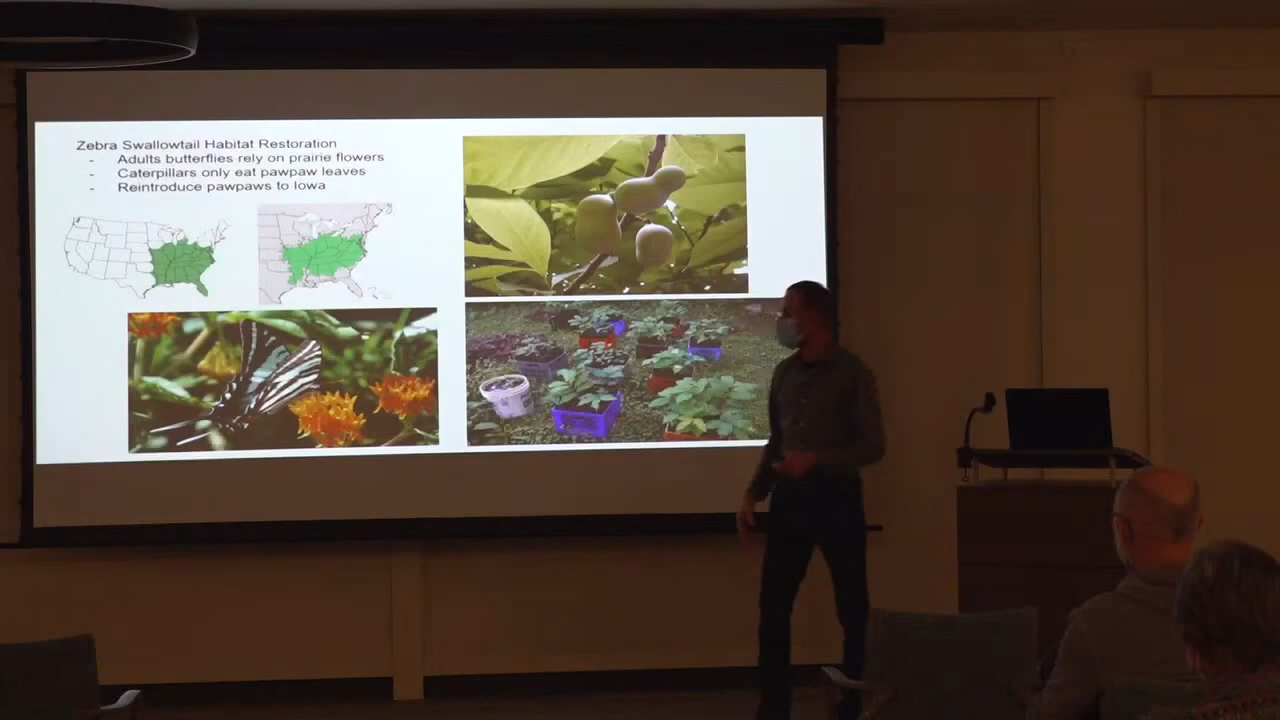 Zebra Swallowtail Habitat Restoration
- Adults butterflies rely on prairie flowers
- Caterpillars only eat pawpaw leaves
- Reintroduce pawpaws to Iowa